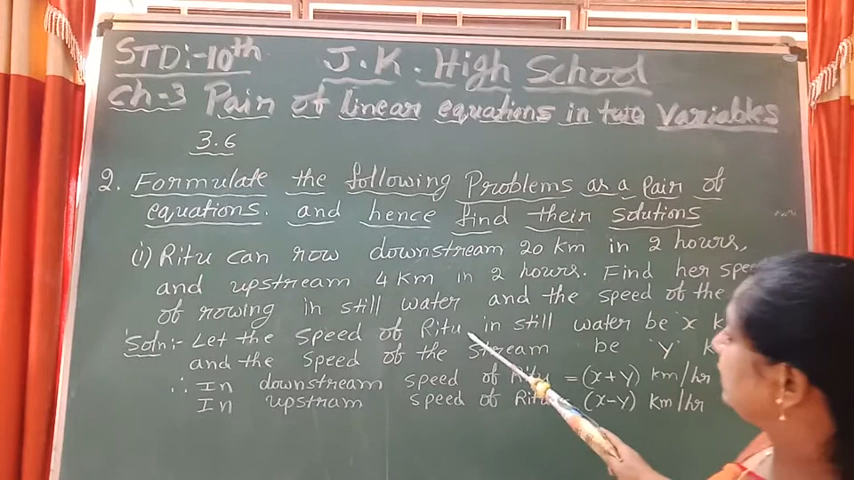 STD:-10th J.K. High School
Ch-3 Pair of linear equations in two Variables
3.6
2. Formulate the following Problems as a Pair of
equations. and hence find their solutions
(i) Ritu can row downstream 20 km in 2 hours,
and upstream 4 km in 2 hours. Find her spe
of rowing in still water and the speed of the
Soln:- Let the speed of Ritu in still water be 'x k
and the speed of the stream be 'y' k
∴ In downstream speed of Ritu = (x+y) km/hr
In upstram speed of Ritu = (x-y) km/hr